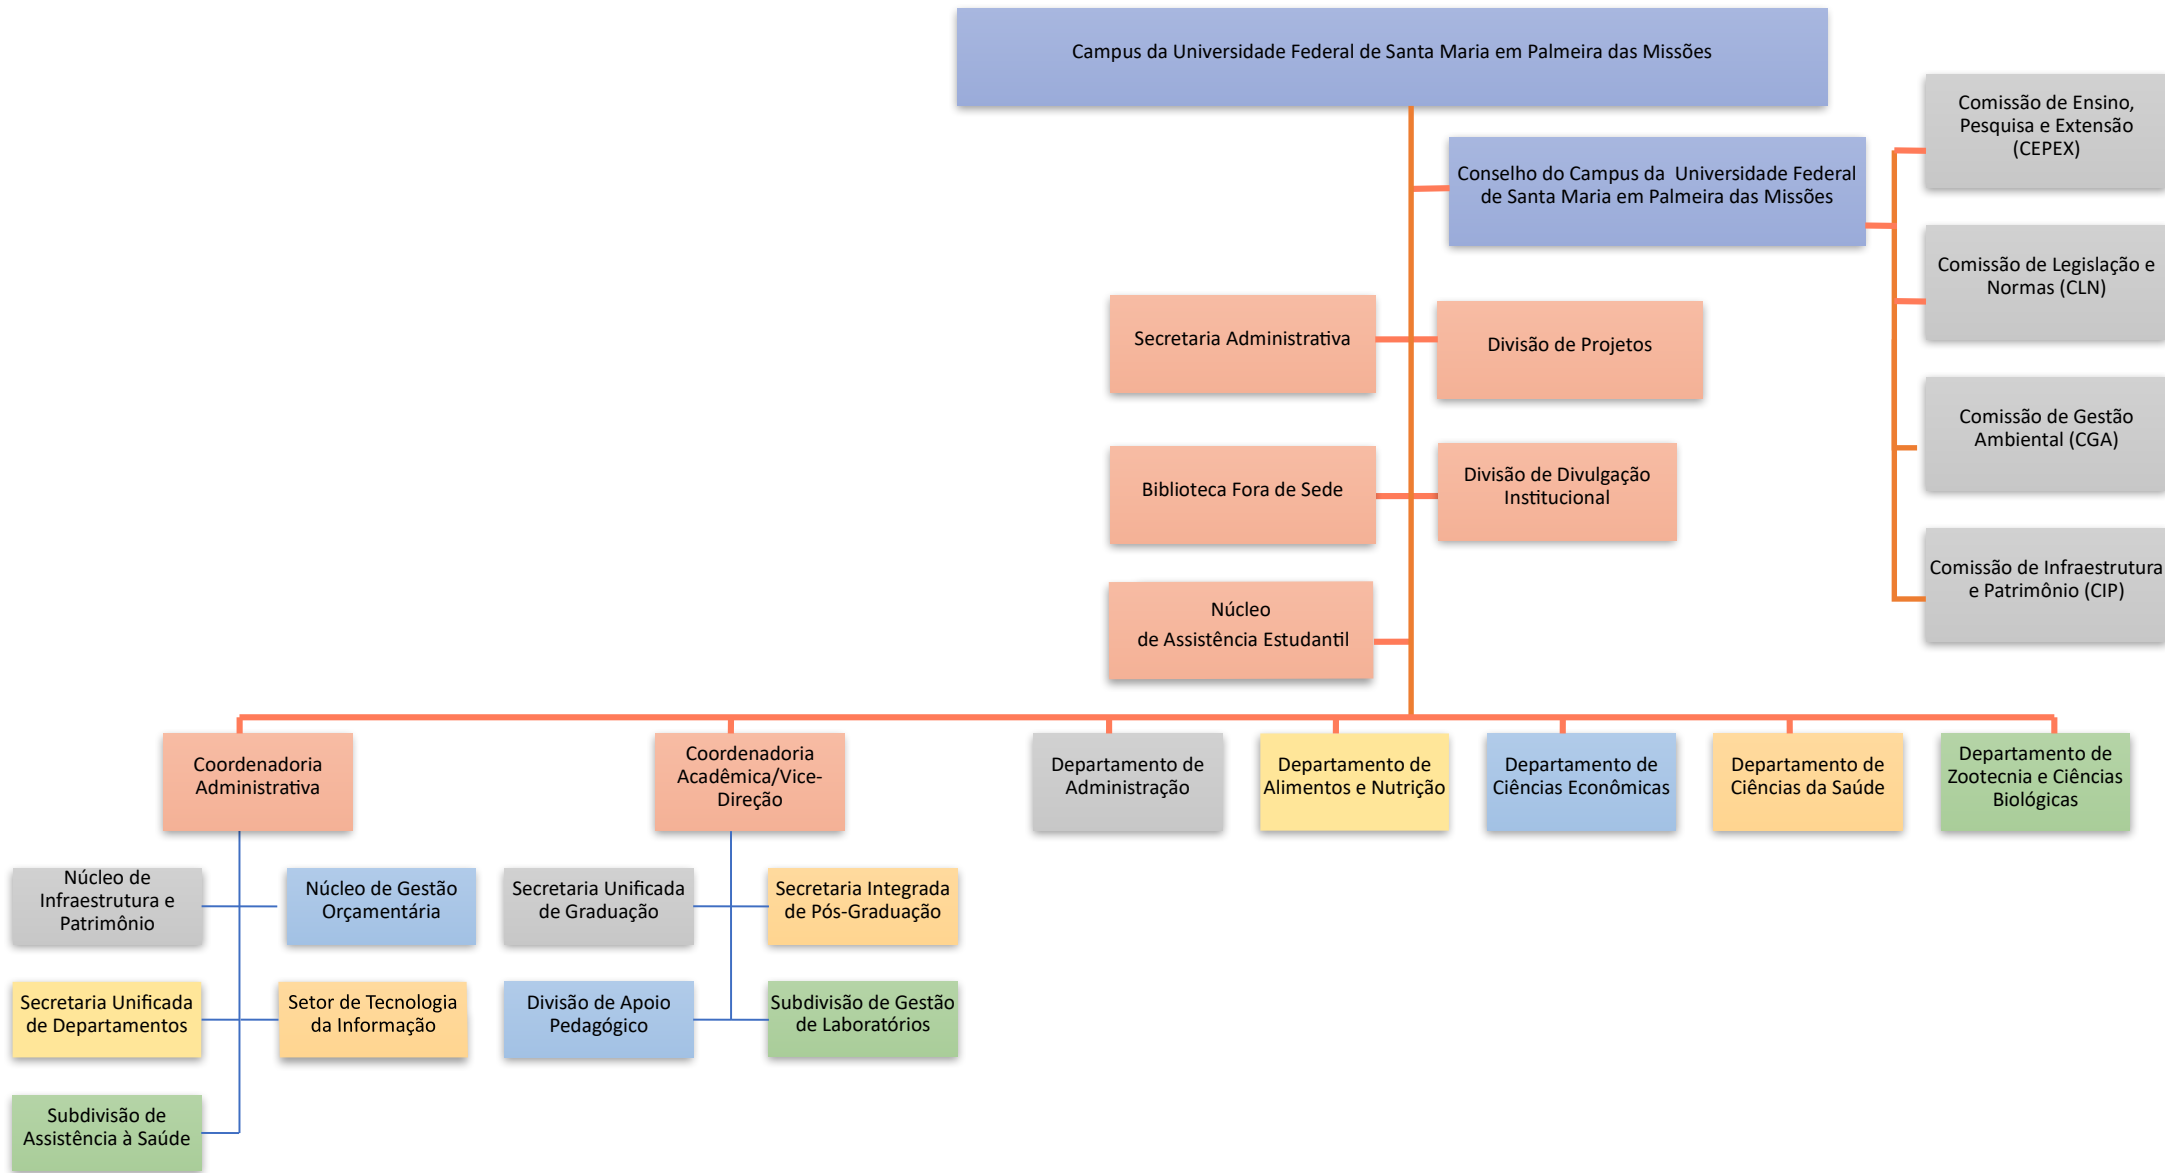 Campus da Universidade Federal de Santa Maria em Palmeira das Missões
Comissão de Ensino,
Pesquisa e Extensão
(CEPEX)
Conselho do Campus da Universidade Federal
de Santa Maria em Palmeira das Missões
Comissão de Legislação e
Normas (CLN)
Secretaria Administrativa
Divisão de Projetos
Comissão de Gestão
Ambiental (CGA)
Biblioteca Fora de Sede
Divisão de Divulgação
Institucional
Comissão de Infraestrutura
e Patrimônio (CIP)
Núcleo
de Assistência Estudantil
Coordenadoria
Administrativa
Coordenadoria
Acadêmica/Vice-
Direção
Departamento de
Administração
Departamento de
Alimentos e Nutrição
Departamento de
Ciências Econômicas
Departamento de
Ciências da Saúde
Departamento de
Zootecnia e Ciências
Biológicas
Núcleo de
Infraestrutura e
Patrimônio
Núcleo de Gestão
Orçamentária
Secretaria Unificada
de Graduação
Secretaria Integrada
de Pós-Graduação
Secretaria Unificada
de Departamentos
Setor de Tecnologia
da Informação
Divisão de Apoio
Pedagógico
Subdivisão de Gestão
de Laboratórios
Subdivisão de
Assistência à Saúde